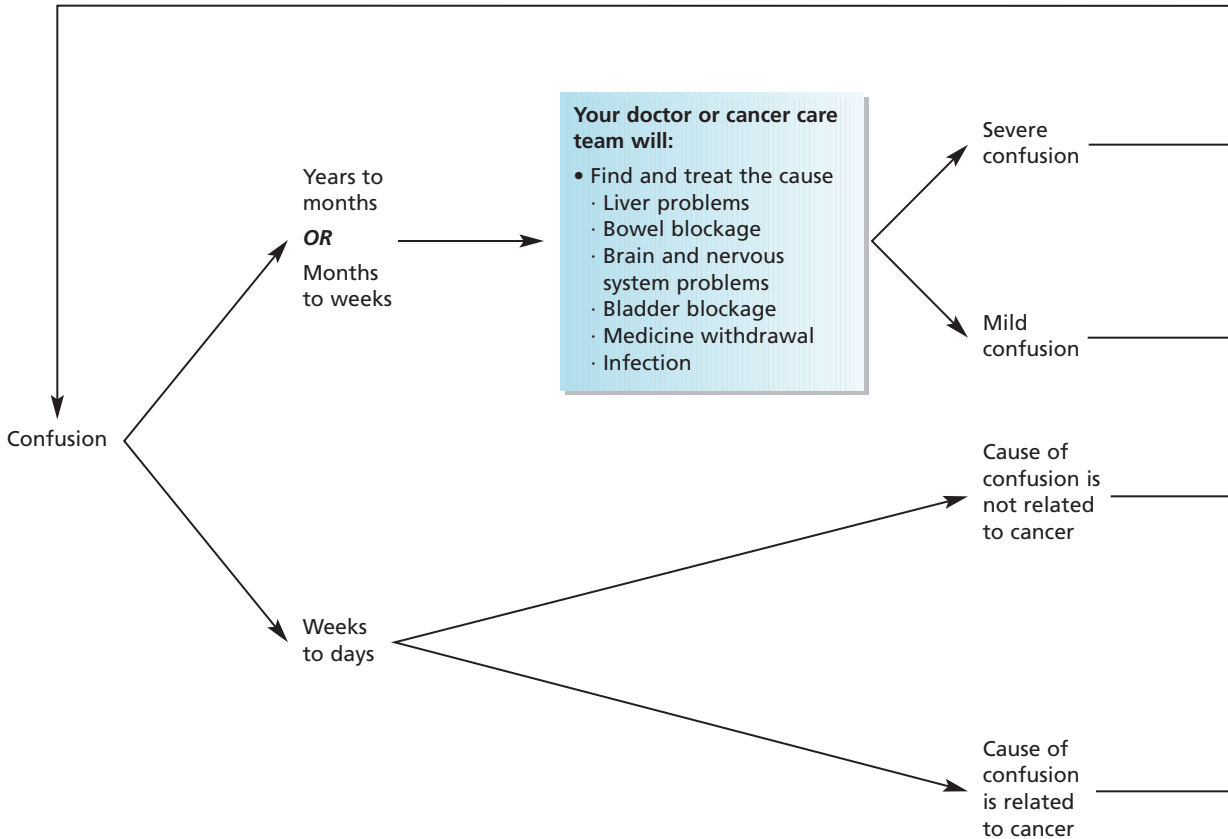 Confusion
Years to
months
OR
Months
to weeks
Your doctor or cancer care
team will:
• Find and treat the cause
· Liver problems
· Bowel blockage
· Brain and nervous
system problems
· Bladder blockage
· Medicine withdrawal
· Infection
Severe
confusion
Mild
confusion
Weeks
to days
Cause of
confusion is
not related
to cancer
Cause of
confusion
is related
to cancer